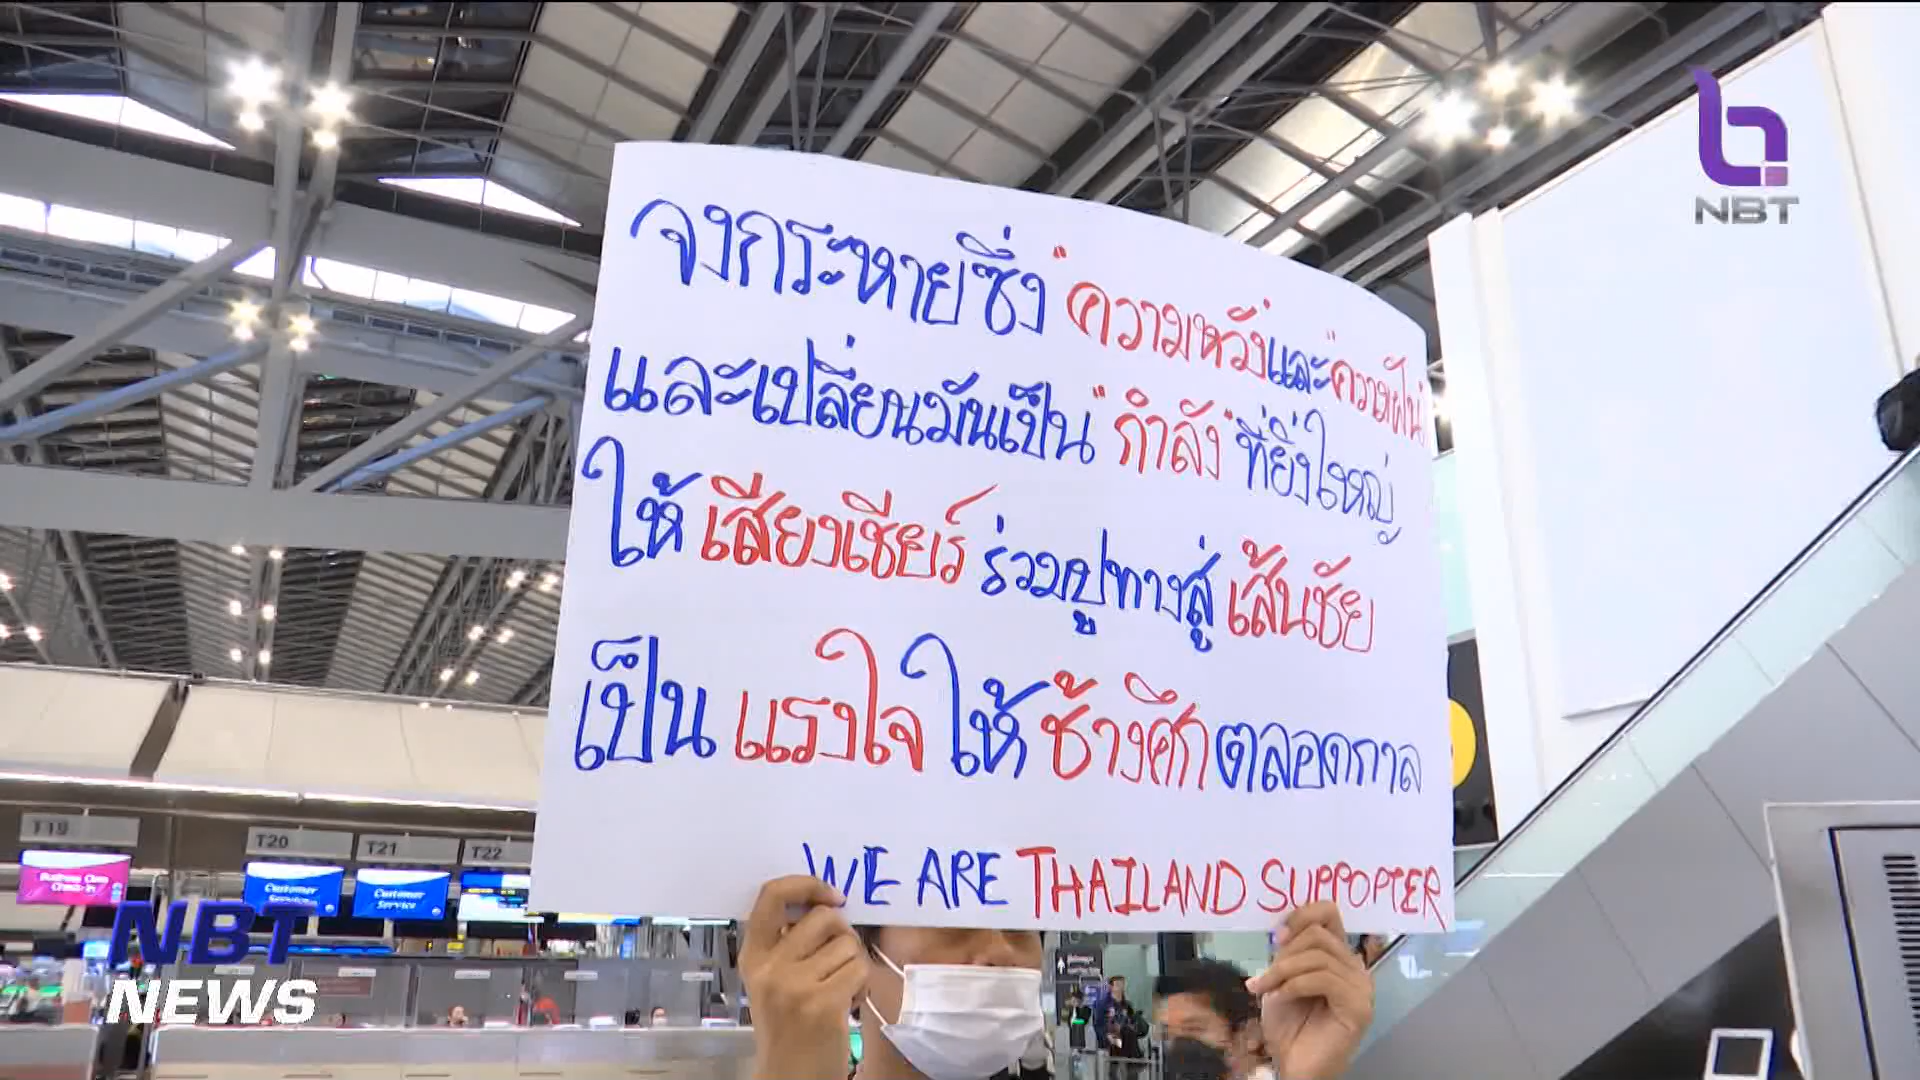 NBT
จงกระหายซึ่ง "ความหวัง" และ "ความฝัน"
และเปลี่ยนมันเป็น "กำลัง" ที่ยิ่งใหญ่
ให้ เสียงเชียร์ ร่วมปูทางสู่ เส้นชัย
เป็น แรงใจ ให้ ช้างศึก ตลอดกาล
WE ARE THAILAND SUPPORTER
T19
T20
T21
T22
Business Class
Check-in
Customer
Service
Customer
Service
NBT
NEWS